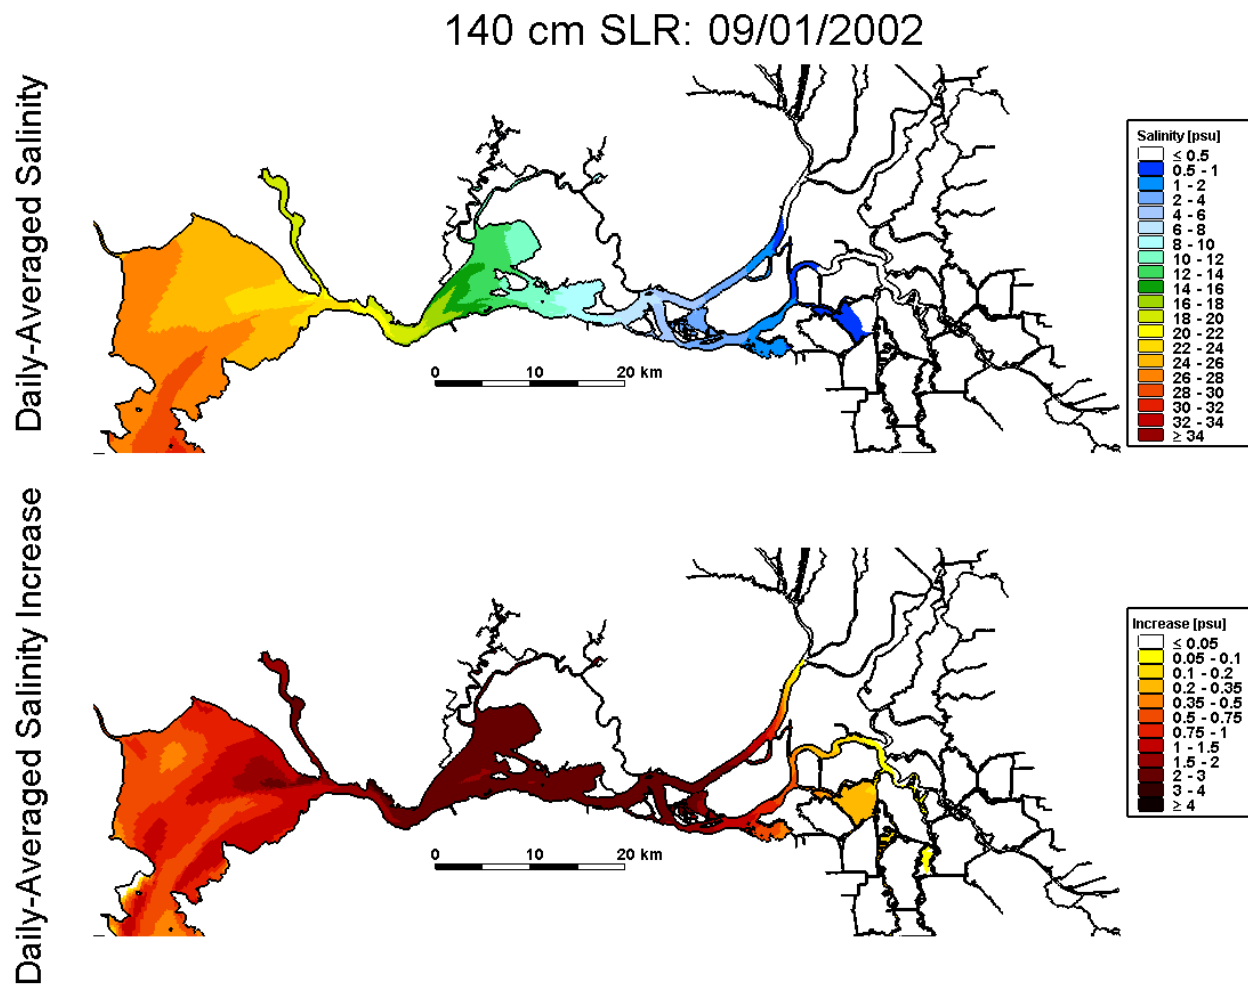 140 cm SLR: 09/01/2002
Daily-Averaged Salinity
Salinity [psu]
≤ 0.5
0.5 - 1
1 - 2
2 - 4
4 - 6
6 - 8
8 - 10
10 - 12
12 - 14
14 - 16
16 - 18
18 - 20
20 - 22
22 - 24
24 - 26
26 - 28
28 - 30
30 - 32
32 - 34
≥ 34
0 10 20 km
Daily-Averaged Salinity Increase
Increase [psu]
≤ 0.05
0.05 - 0.1
0.1 - 0.2
0.2 - 0.35
0.35 - 0.5
0.5 - 0.75
0.75 - 1
1 - 1.5
1.5 - 2
2 - 3
3 - 4
≥ 4
0 10 20 km